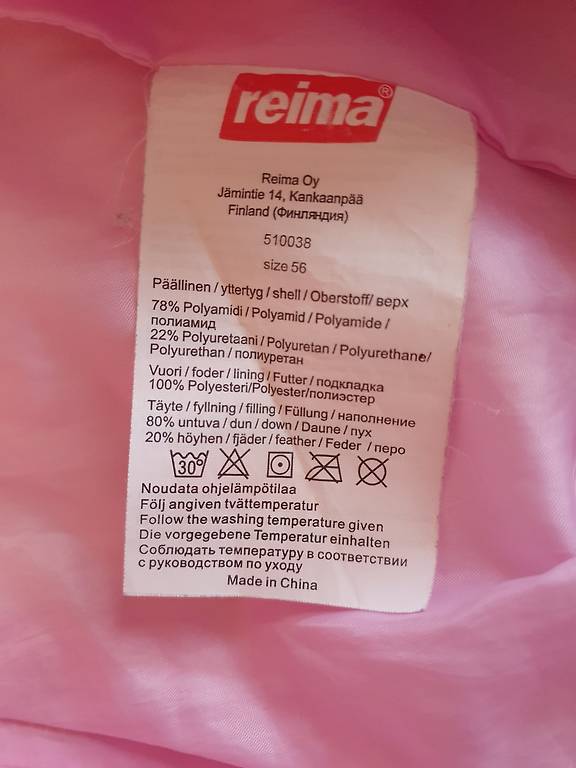 reima®
Reima Oy
Jämintie 14, Kankaanpää
Finland (Финляндия)
510038
size 56
Päällinen / yttertyg / shell / Oberstoff/ верх
78% Polyamidi / Polyamid / Polyamide /
полиамид
22% Polyuretaani / Polyuretan / Polyurethane/
Polyurethan / полиуретан
Vuori / foder / lining / Futter / подкладка
100% Polyesteri/Polyester/полиэстер
Täyte / fyllning / filling / Füllung / наполнение
80% untuva / dun / down / Daune / пух
20% höyhen / fjäder / feather / Feder / перо
30°
Noudata ohjelämpötilaa
Följ angiven tvättemperatur
Follow the washing temperature given
Die vorgegebene Temperatur einhalten
Соблюдать температуру в соответствии
с руководством по уходу
Made in China